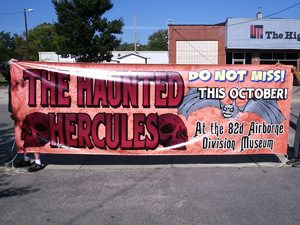 The Hig
THE HAUNTED
HERCULES
DO NOT MISS!
THIS OCTOBER!
At the 82d Airborne
Division Museum